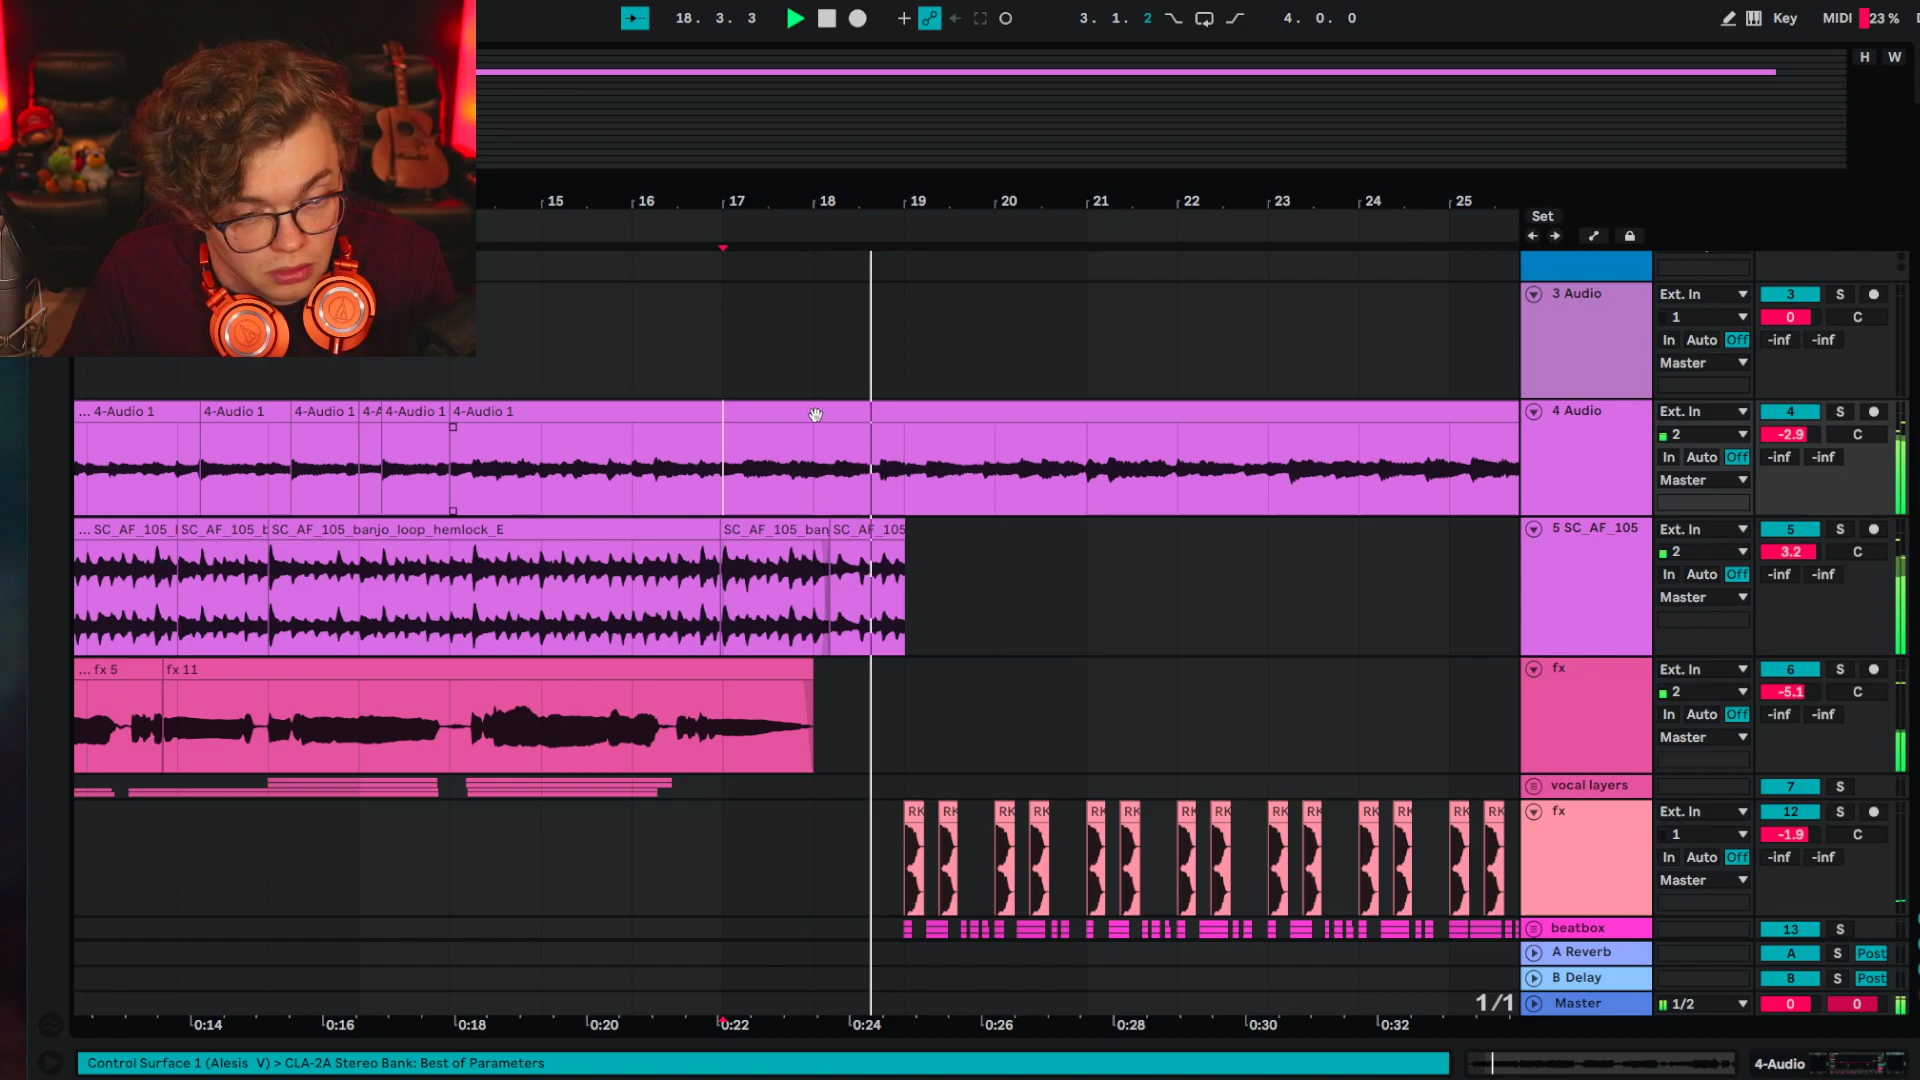 18. 3. 3
3. 1. 2
4. 0. 0
Key
MIDI
23 %
H W
15 16 17 18 19 20 21 22 23 24 25
Set
3 Audio
Ext. In
3
S
1
0
C
In Auto Off
-inf -inf
Master
... 4-Audio 1
4-Audio 1
4-Audio 1
4-A
4-Audio 1
4-Audio 1
4 Audio
Ext. In
4
S
2
-2.9
C
In Auto Off
-inf -inf
Master
... SC_AF_105_l
SC_AF_105_b
SC_AF_105_banjo_loop_hemlock_E
SC_AF_105_ban
SC_AF_105
5 SC_AF_105
Ext. In
5
S
2
3.2
C
In Auto Off
-inf -inf
Master
... fx 5
fx 11
fx
Ext. In
6
S
2
-5.1
C
In Auto Off
-inf -inf
Master
vocal layers
7
S
RK RK RK RK RK RK RK RK RK RK RK RK RK RK
fx
Ext. In
12
S
1
-1.9
C
In Auto Off
-inf -inf
Master
beatbox
13
S
A Reverb
A
S
Post
B Delay
B
S
Post
1/1
Master
1/2
0
0
0:14 0:16 0:18 0:20 0:22 0:24 0:26 0:28 0:30 0:32
Control Surface 1 (Alesis V) > CLA-2A Stereo Bank: Best of Parameters
4-Audio